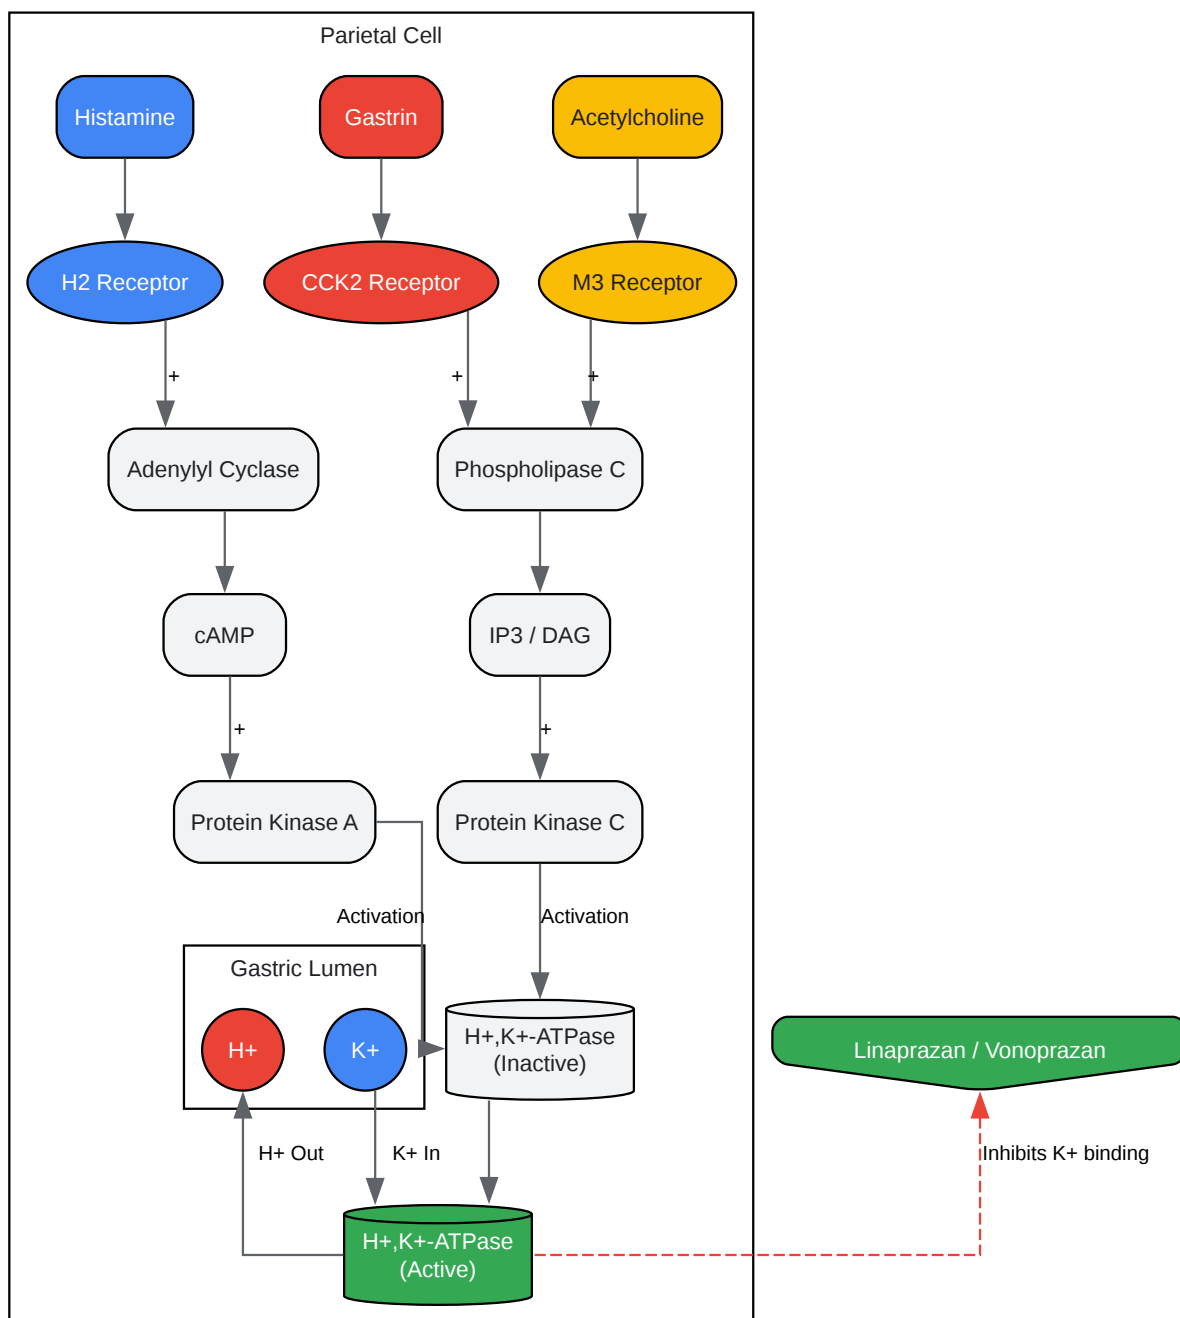 Parietal Cell
Histamine
Gastrin
Acetylcholine
H2 Receptor
CCK2 Receptor
M3 Receptor
+
+
+
Adenylyl Cyclase
Phospholipase C
cAMP
IP3 / DAG
+
+
Protein Kinase A
Protein Kinase C
Activation
Activation
Gastric Lumen
H+
K+
H+,K+-ATPase
(Inactive)
Linaprazan / Vonoprazan
H+ Out
K+ In
Inhibits K+ binding
H+,K+-ATPase
(Active)